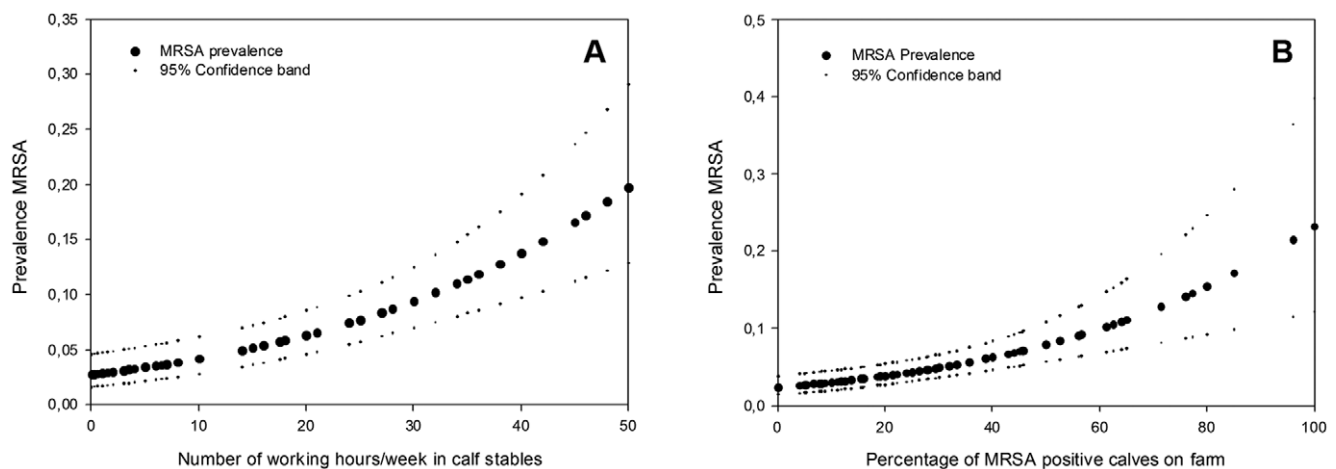 A
MRSA prevalence
95% Confidence band
Prevalence MRSA
0,35
0,30
0,25
0,20
0,15
0,10
0,05
0,00
0 10 20 30 40 50
Number of working hours/week in calf stables
B
MRSA Prevalence
95% Confidence band
Prevalence MRSA
0,5
0,4
0,3
0,2
0,1
0,0
0 20 40 60 80 100
Percentage of MRSA positive calves on farm